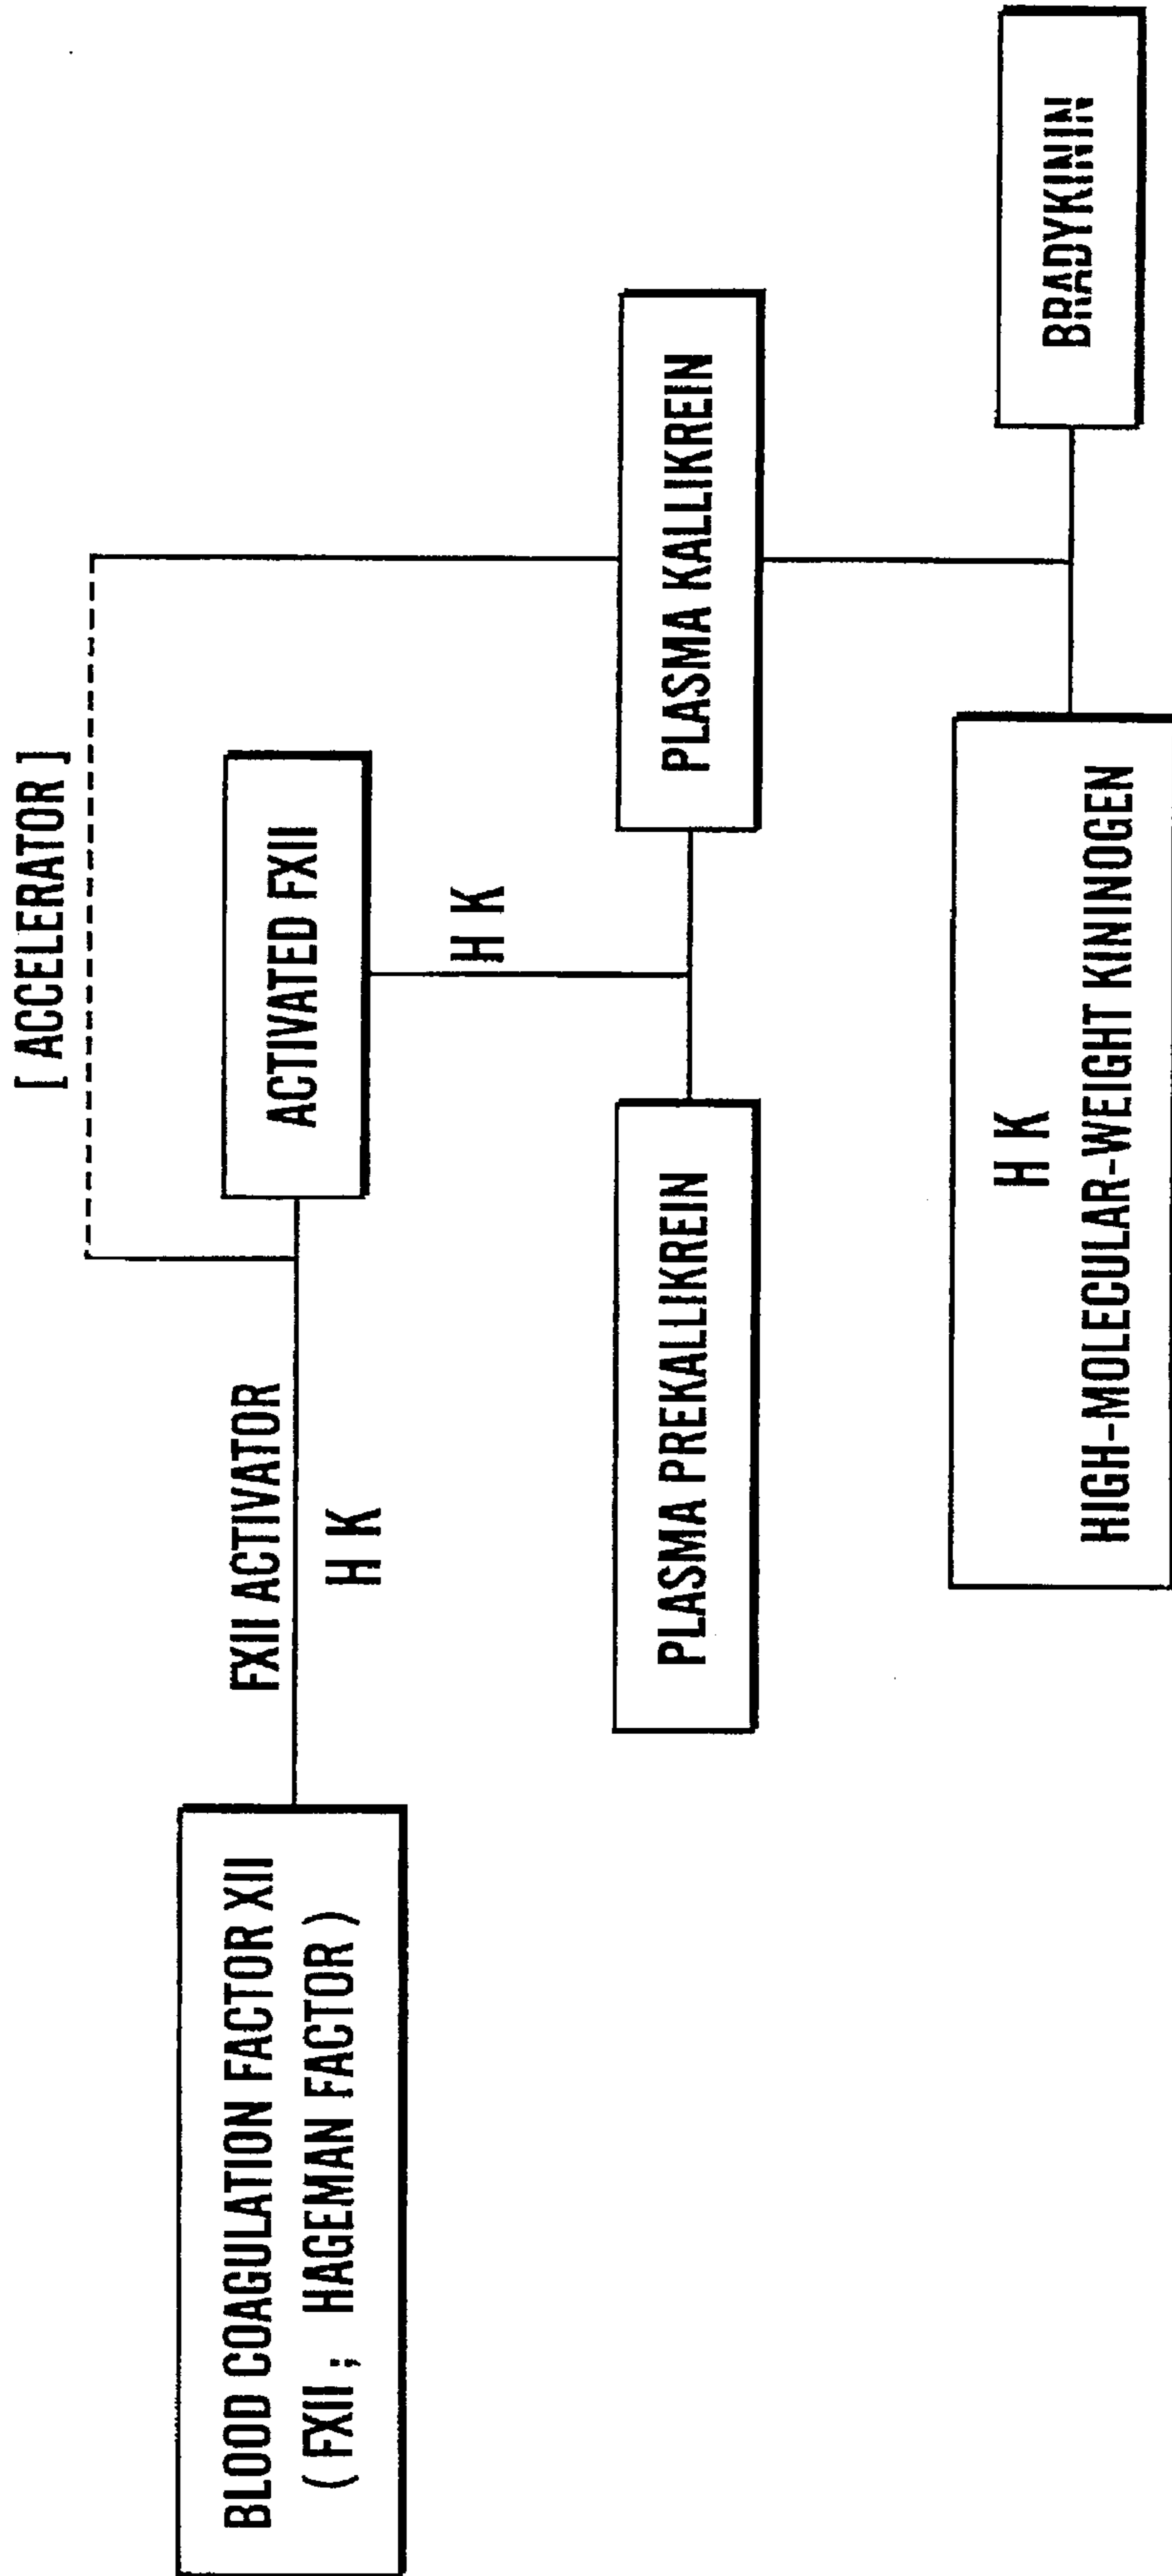 [ ACCELERATOR ]
BLOOD COAGULATION FACTOR XII
( FXII ; HAGEMAN FACTOR )
FXII ACTIVATOR
H K
ACTIVATED FXII
H K
PLASMA PREKALLIKREIN
PLASMA KALLIKREIN
H K
HIGH-MOLECULAR-WEIGHT KININOGEN
BRADYKININ